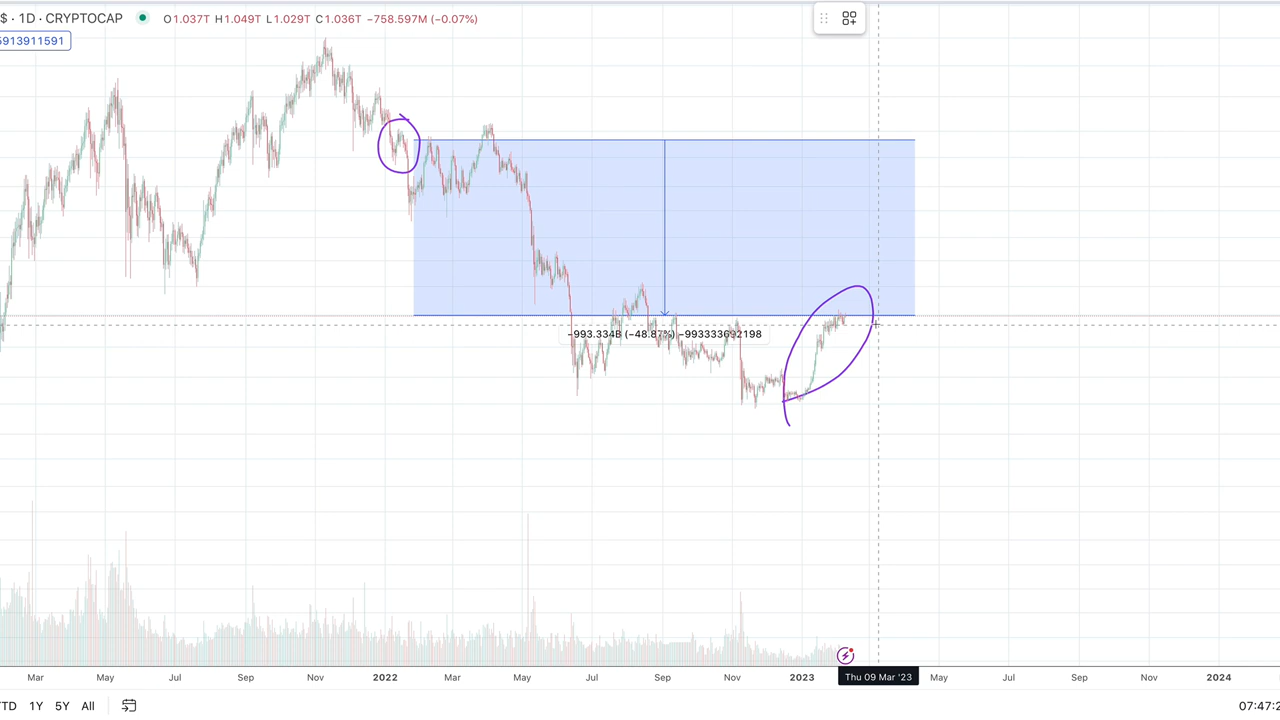 $ · 1D · CRYPTOCAP O1.037T H1.049T L1.029T C1.036T −758.597M (−0.07%)
5913911591
−993.334B (−48.87%) −993333692198
Mar May Jul Sep Nov 2022 Mar May Jul Sep Nov 2023 Thu 09 Mar '23 May Jul Sep Nov 2024
YTD 1Y 5Y All 07:47:2